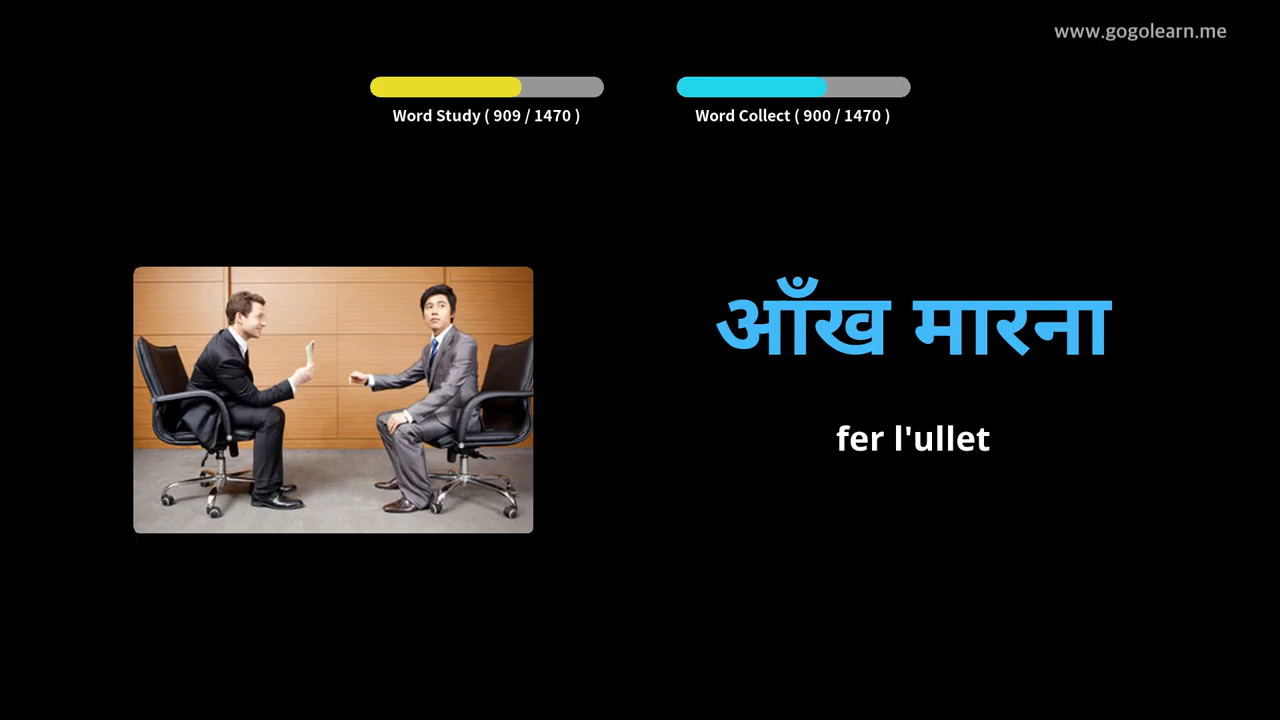 www.gogolearn.me
Word Study ( 909 / 1470 )
Word Collect ( 900 / 1470 )
आँख मारना
fer l'ullet